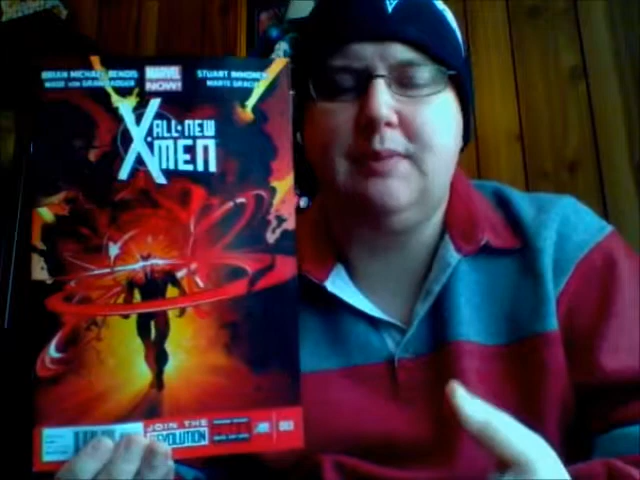 BRIAN MICHAEL BENDIS
WADE VON GRAWBADGER
MARVEL
NOW!
STUART IMMONEN
MARTE GRACIA
ALL-NEW
X-MEN
JOIN THE
REVOLUTION
003